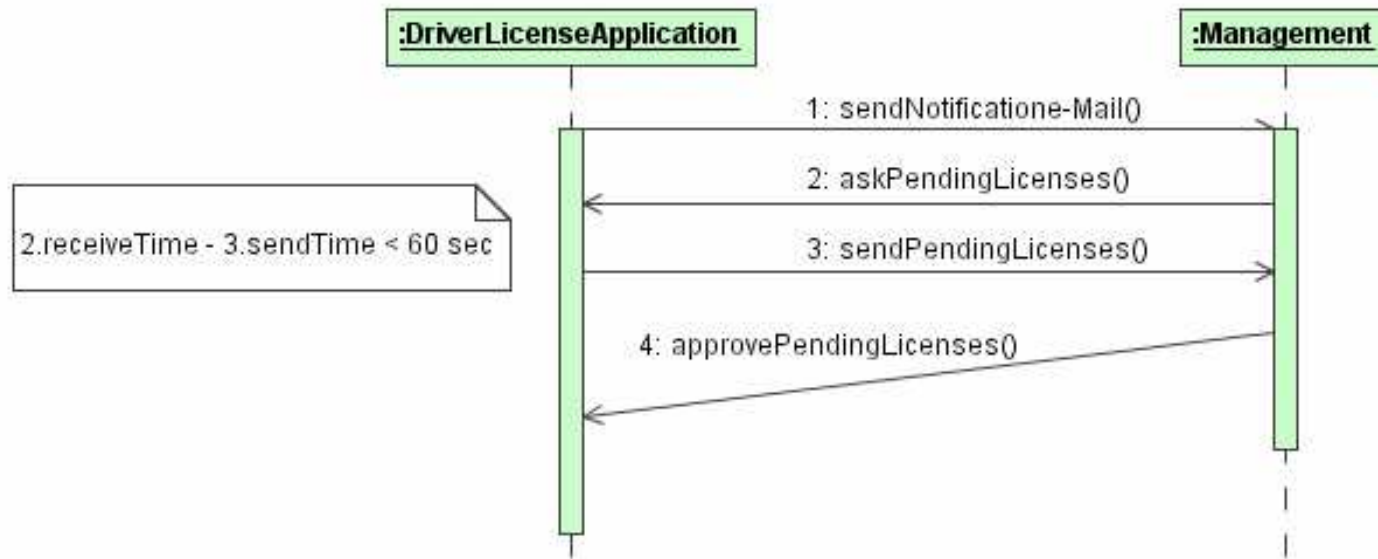 :DriverLicenseApplication
:Management
1: sendNotificatione-Mail()
2: askPendingLicenses()
2.receiveTime - 3.sendTime < 60 sec
3: sendPendingLicenses()
4: approvePendingLicenses()